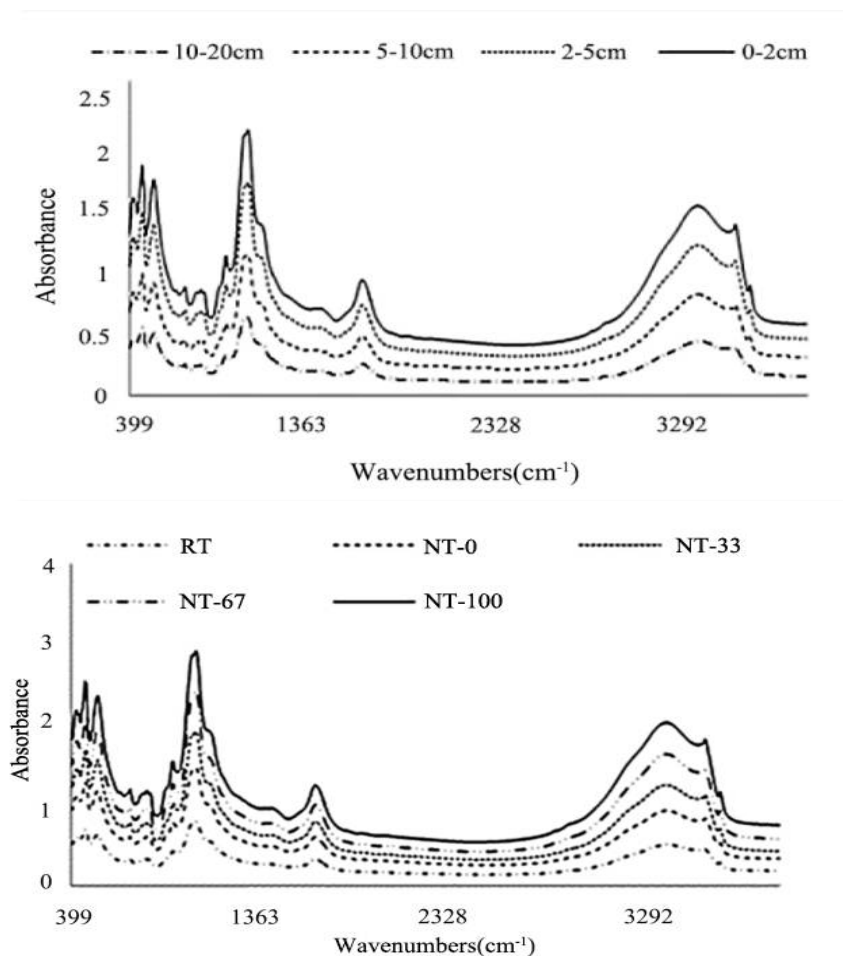 10-20cm 5-10cm 2-5cm 0-2cm
2.5
2
1.5
1
0.5
0
Absorbance
399 1363 2328 3292
Wavenumbers(cm⁻¹)
RT NT-0 NT-33
NT-67 NT-100
4
3
2
1
0
Absorbance
399 1363 2328 3292
Wavenumbers(cm⁻¹)